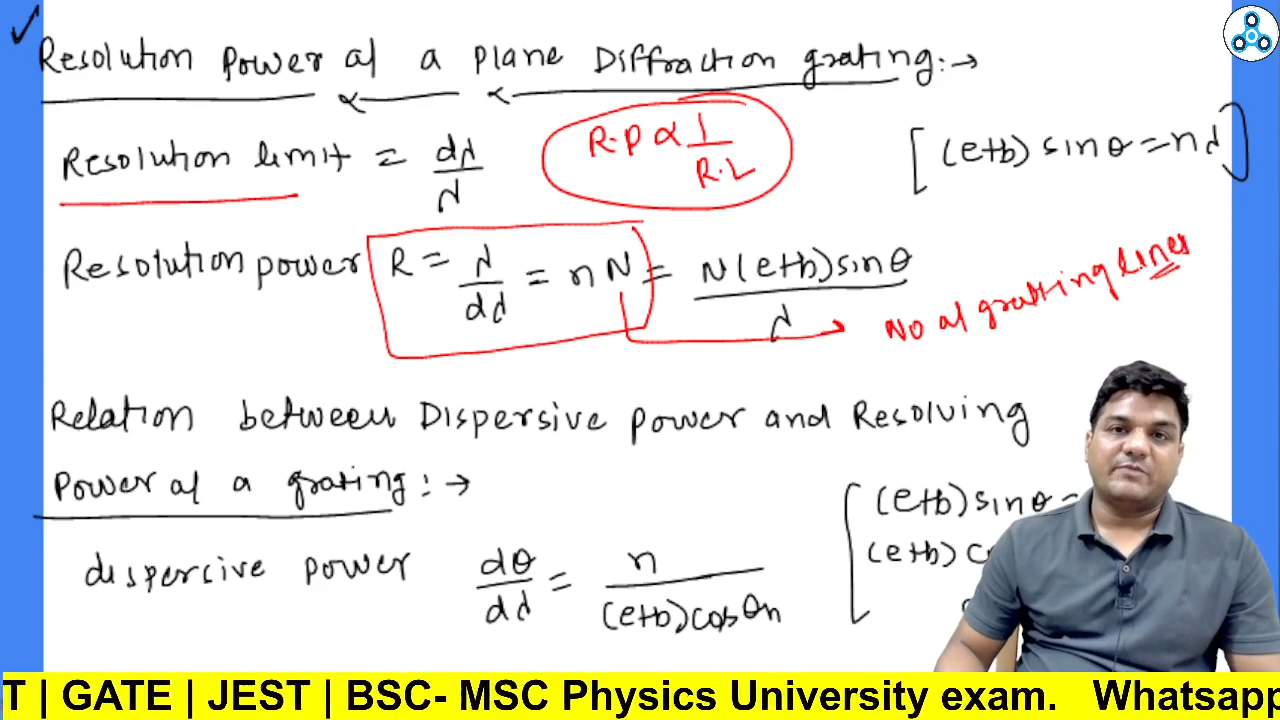 Resolution Power of a plane Diffraction grating:→
Resolution limit = dλ/λ
R.P ∝ 1/R.L
[(e+b) sinθ = nλ]
Resolution power R = λ/dλ = nN = N(e+b)sinθ/λ
No of gratting lines
Relation between Dispersive power and Resolving
Power of a grating:→
dispersive power dθ/dλ = n/(e+b)cosθn
[(e+b)sinθ =
(e+b)
T | GATE | JEST | BSC- MSC Physics University exam. Whatsapp